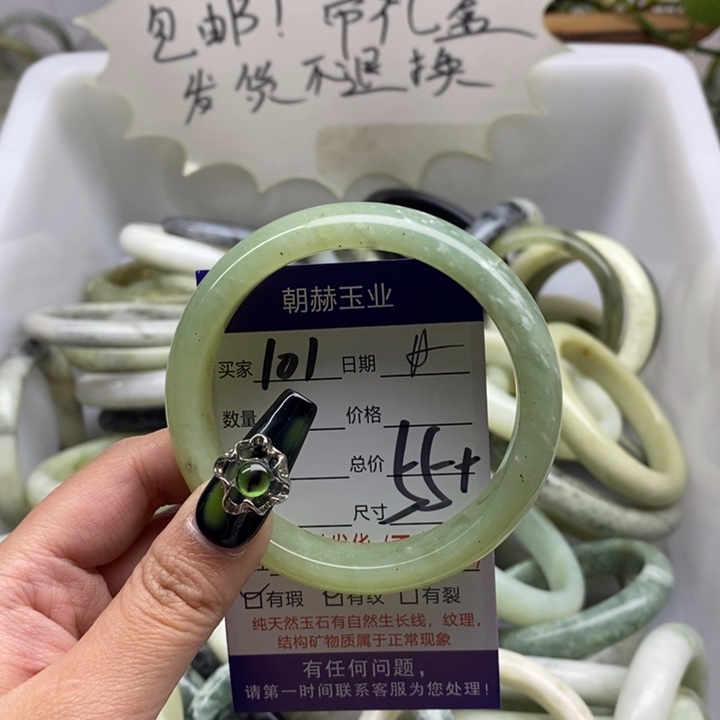 包邮！带礼盒
发货不退换
朝赫玉业
买家 101 日期
数量 价格
总价 55+
尺寸
有瑕 有纹 有裂
纯天然玉石有自然生长线，纹理，
结构矿物质属于正常现象
有任何问题，
请第一时间联系客服为您处理！